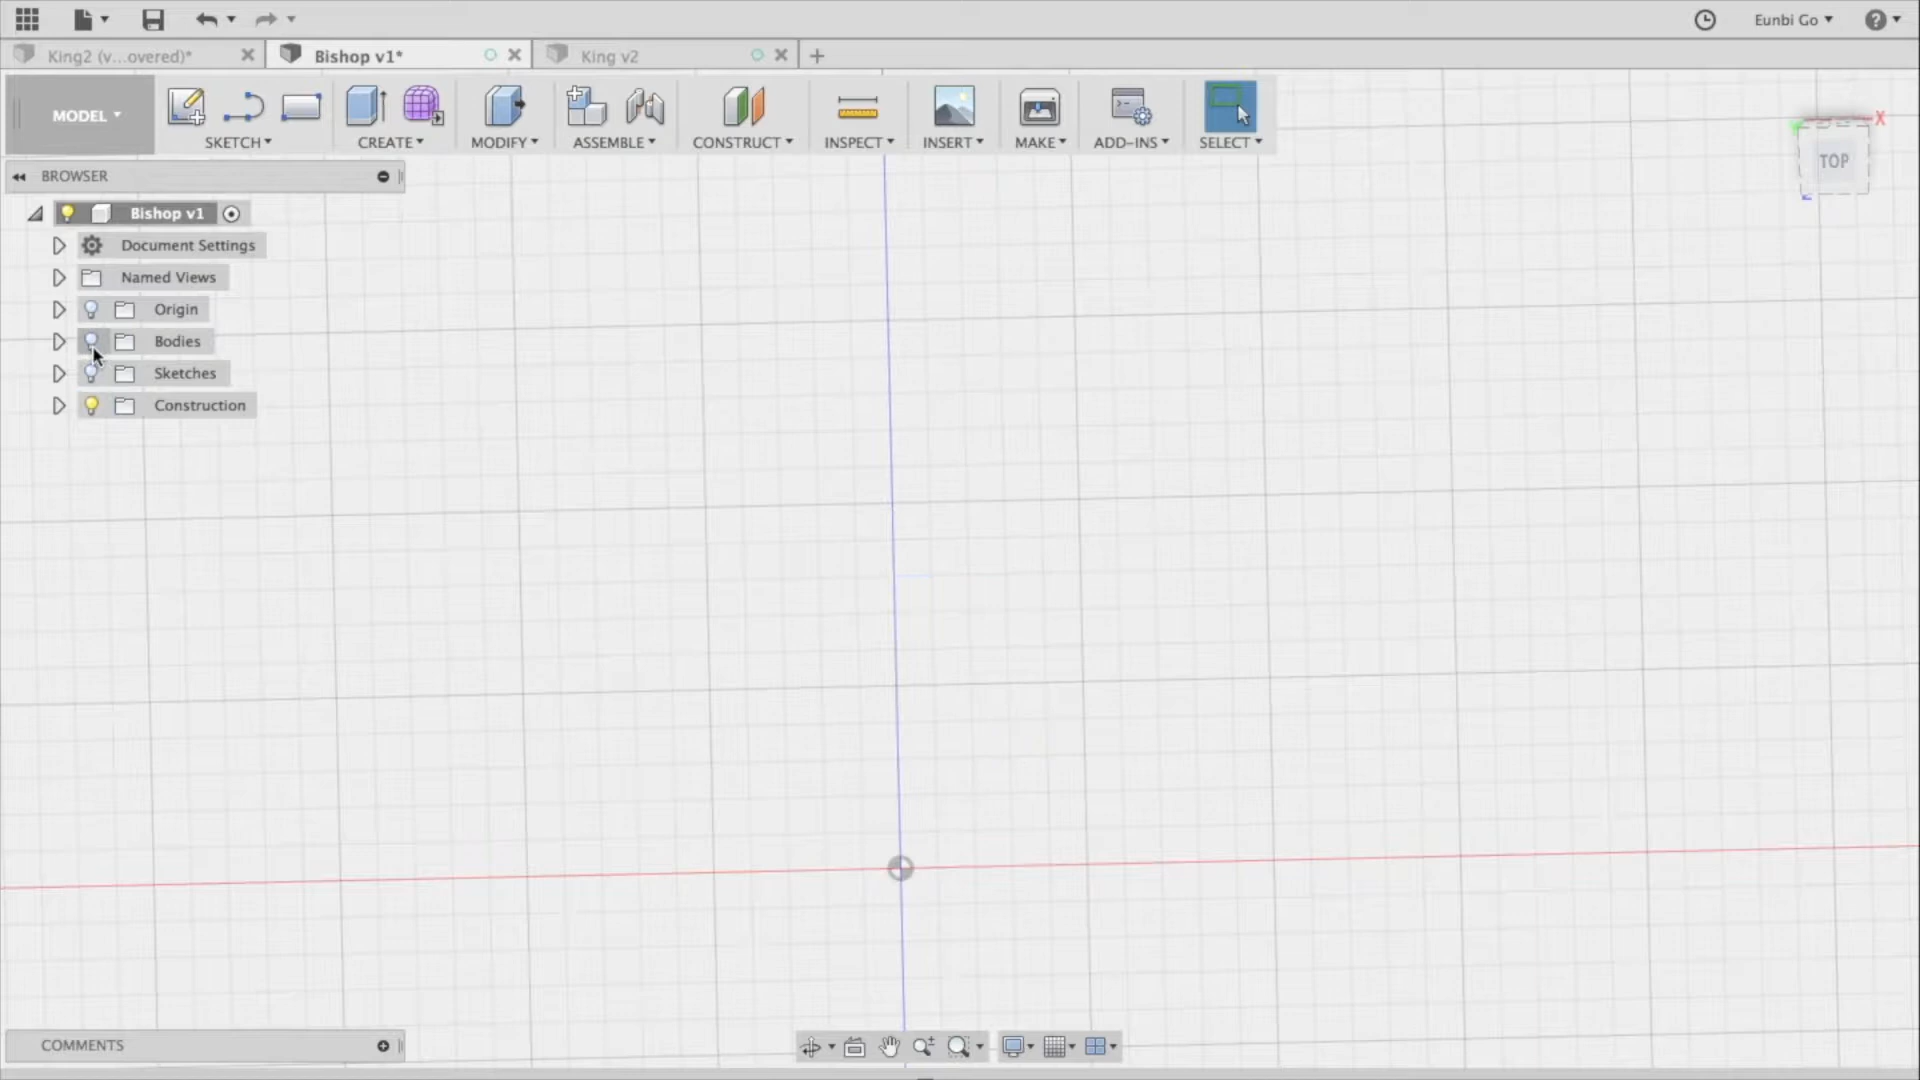 Eunbi Go
King2 (v...overed)*
Bishop v1*
King v2
MODEL
SKETCH
CREATE
MODIFY
ASSEMBLE
CONSTRUCT
INSPECT
INSERT
MAKE
ADD-INS
SELECT
X
TOP
Z
BROWSER
Bishop v1
Document Settings
Named Views
Origin
Bodies
Sketches
Construction
COMMENTS